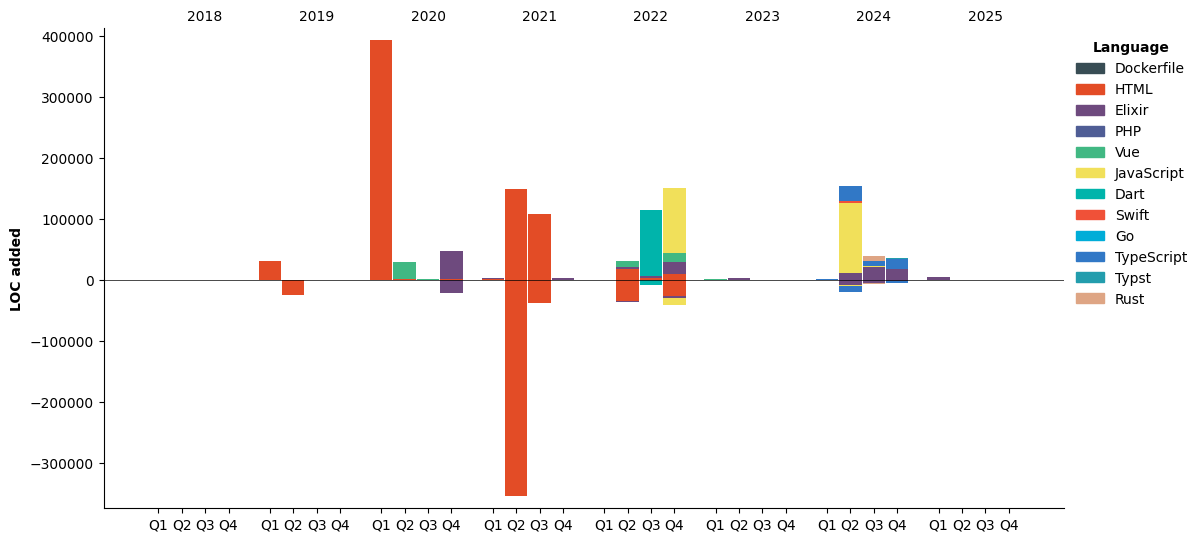 2018 2019 2020 2021 2022 2023 2024 2025
LOC added
400000
300000
200000
100000
0
−100000
−200000
−300000
Q1 Q2 Q3 Q4 Q1 Q2 Q3 Q4 Q1 Q2 Q3 Q4 Q1 Q2 Q3 Q4 Q1 Q2 Q3 Q4 Q1 Q2 Q3 Q4 Q1 Q2 Q3 Q4 Q1 Q2 Q3 Q4
Language
Dockerfile
HTML
Elixir
PHP
Vue
JavaScript
Dart
Swift
Go
TypeScript
Typst
Rust